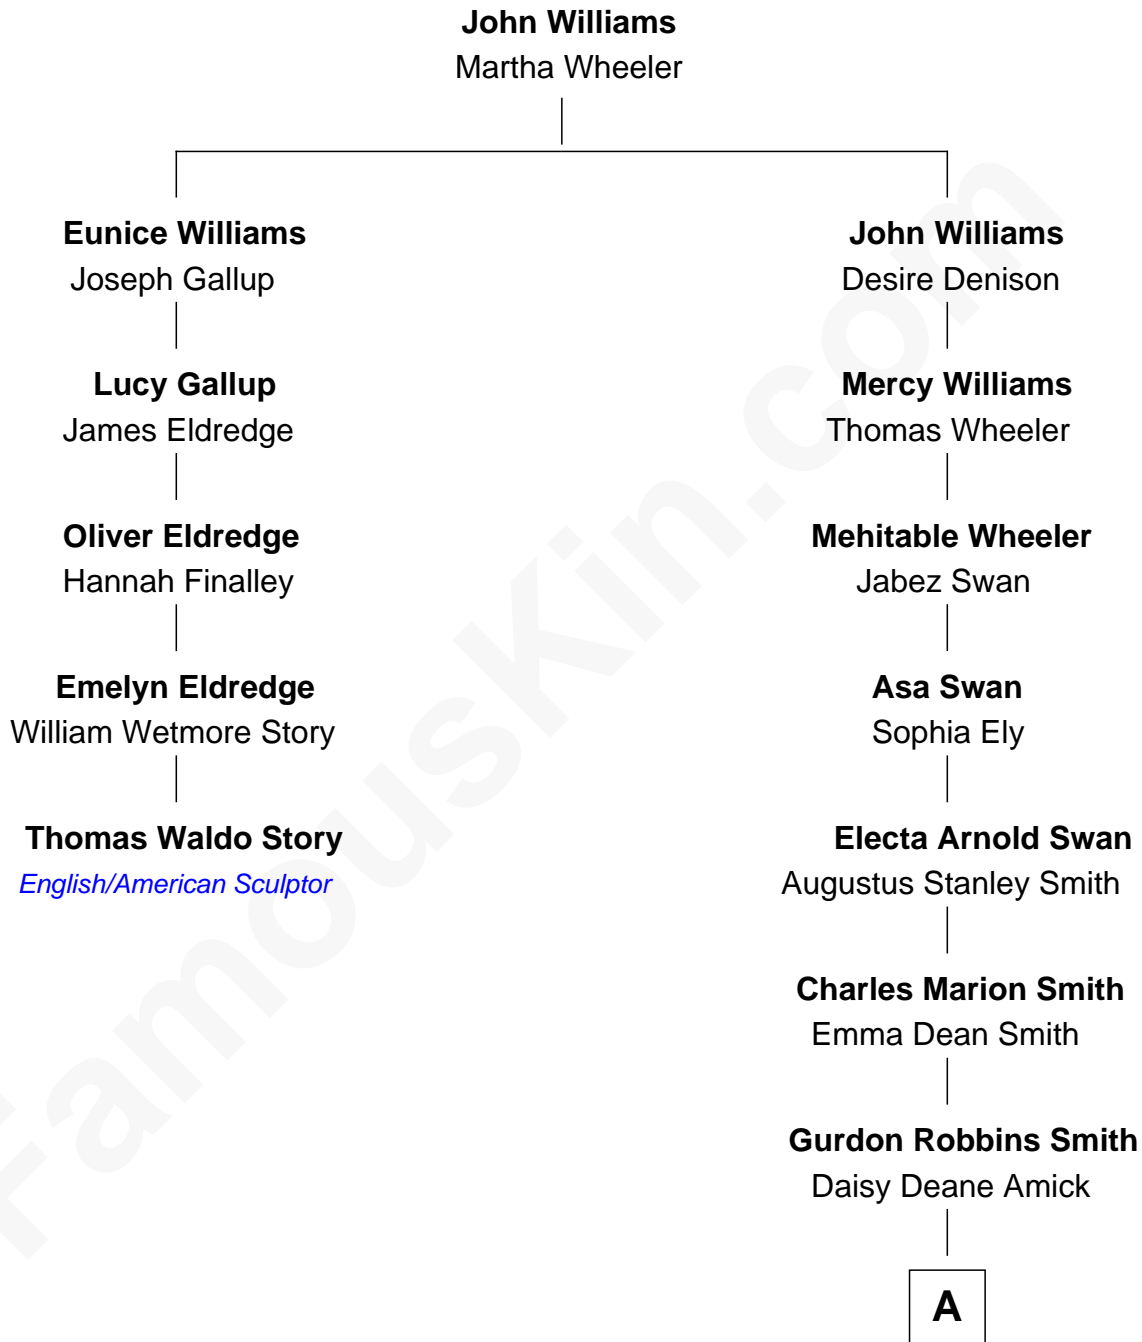 John Williams
Martha Wheeler
Eunice Williams
Joseph Gallup
John Williams
Desire Denison
Lucy Gallup
James Eldredge
Mercy Williams
Thomas Wheeler
Oliver Eldredge
Hannah Finalley
Mehitable Wheeler
Jabez Swan
Emelyn Eldredge
William Wetmore Story
Asa Swan
Sophia Ely
Thomas Waldo Story
English/American Sculptor
Electa Arnold Swan
Augustus Stanley Smith
Charles Marion Smith
Emma Dean Smith
Gurdon Robbins Smith
Daisy Deane Amick
A
FamousKin.com